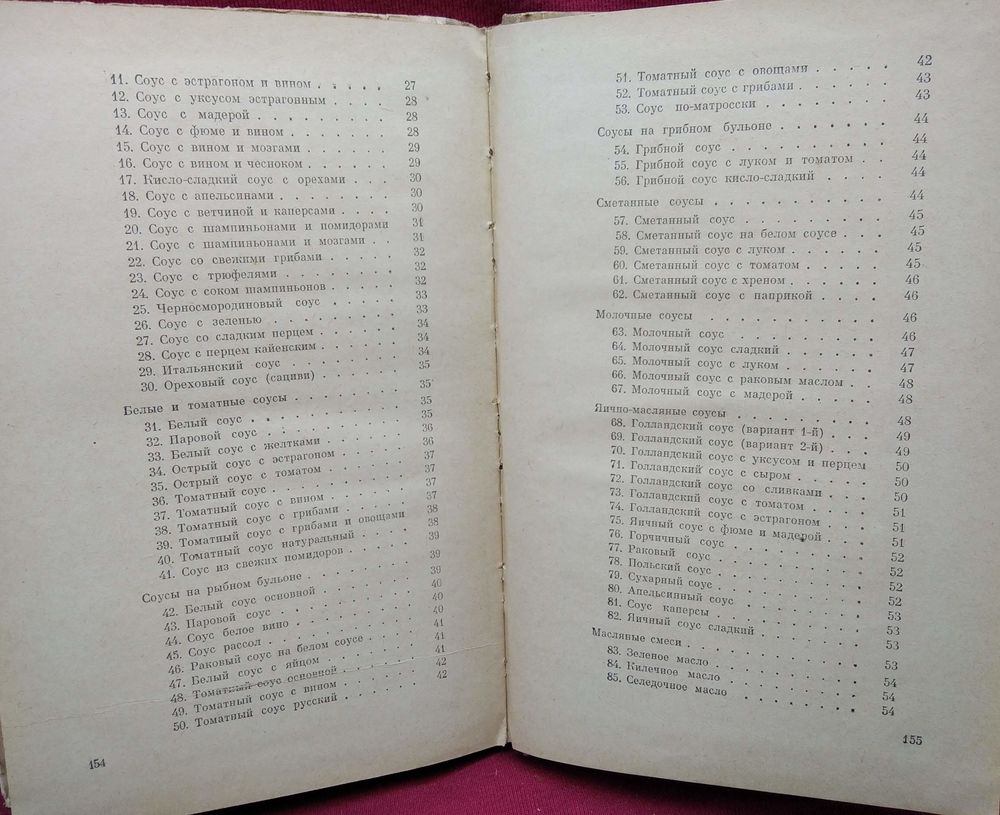 11. Соус с эстрагоном и вином . . . . . 27
12. Соус с уксусом эстрагонным . . . . 28
13. Соус с мадерой . . . . . . . . 28
14. Соус с фюме и вином . . . . . . 28
15. Соус с вином и мозгами . . . . . 29
16. Соус с вином и чесноком . . . . . 29
17. Кисло-сладкий соус с орехами . . . 30
18. Соус с апельсинами . . . . . . . 30
19. Соус с ветчиной и каперсами . . . . 30
20. Соус с шампиньонами и помидорами 31
21. Соус с шампиньонами и мозгами . . 31
22. Соус со свежими грибами . . . . . 32
23. Соус с трюфелями . . . . . . . 32
24. Соус с соком шампиньонов . . . . 32
25. Черносмородиновый соус . . . . . 33
26. Соус с зеленью . . . . . . . . 33
27. Соус со сладким перцем . . . . . 34
28. Соус с перцем кайенским . . . . . 34
29. Итальянский соус . . . . . . . 34
30. Ореховый соус (сациви) . . . . . 35
Белые и томатные соусы . . . . . . . 35
31. Белый соус . . . . . . . . . 35
32. Паровой соус . . . . . . . . 35
33. Белый соус с желтками . . . . . 36
34. Острый соус с эстрагоном . . . . 36
35. Острый соус с томатом . . . . . 37
36. Томатный соус . . . . . . . . 37
37. Томатный соус с вином . . . . . 37
38. Томатный соус с грибами . . . . 37
39. Томатный соус с грибами и овощами 38
40. Томатный соус натуральный . . . . 38
41. Соус из свежих помидоров . . . . 39
Соусы на рыбном бульоне . . . . . . 39
42. Белый соус основной . . . . . . 39
43. Паровой соус . . . . . . . . 40
44. Соус белое вино . . . . . . . 40
45. Соус рассол . . . . . . . . . 40
46. Раковый соус на белом соусе . . . 41
47. Белый соус с яйцом . . . . . . 41
48. Томатный соус основной . . . . . 41
49. Томатный соус с вином . . . . . 42
50. Томатный соус русский . . . . . 42
154
51. Томатный соус с овощами . . . . . 42
52. Томатный соус с грибами . . . . . 43
53. Соус по-матросски . . . . . . . 43
Соусы на грибном бульоне . . . . . . 44
54. Грибной соус . . . . . . . . . 44
55. Грибной соус с луком и томатом . . 44
56. Грибной соус кисло-сладкий . . . . 44
Сметанные соусы . . . . . . . . . 44
57. Сметанный соус . . . . . . . . 45
58. Сметанный соус на белом соусе . . . 45
59. Сметанный соус с луком . . . . . 45
60. Сметанный соус с томатом . . . . 45
61. Сметанный соус с хреном . . . . . 46
62. Сметанный соус с паприкой . . . . 46
Молочные соусы . . . . . . . . . . 46
63. Молочный соус . . . . . . . . 46
64. Молочный соус сладкий . . . . . 47
65. Молочный соус с луком . . . . . 47
66. Молочный соус с раковым маслом . . 48
67. Молочный соус с мадерой . . . . . 48
Яично-масляные соусы . . . . . . . . 48
68. Голландский соус (вариант 1-й) . . . 49
69. Голландский соус (вариант 2-й) . . . 49
70. Голландский соус с уксусом и перцем 50
71. Голландский соус с сыром . . . . 50
72. Голландский соус со сливками . . . 50
73. Голландский соус с томатом . . . . 51
74. Голландский соус с эстрагоном . . . 51
75. Яичный соус с фюме и мадерой . . . 51
76. Горчичный соус . . . . . . . . 52
77. Раковый соус . . . . . . . . . 52
78. Польский соус . . . . . . . . 52
79. Сухарный соус . . . . . . . . 52
80. Апельсинный соус . . . . . . . 53
81. Соус каперсы . . . . . . . . . 53
82. Яичный соус сладкий . . . . . . 53
Масляные смеси . . . . . . . . . . 53
83. Зеленое масло . . . . . . . . 54
84. Килечное масло . . . . . . . . 54
85. Селедочное масло . . . . . . . 54
155